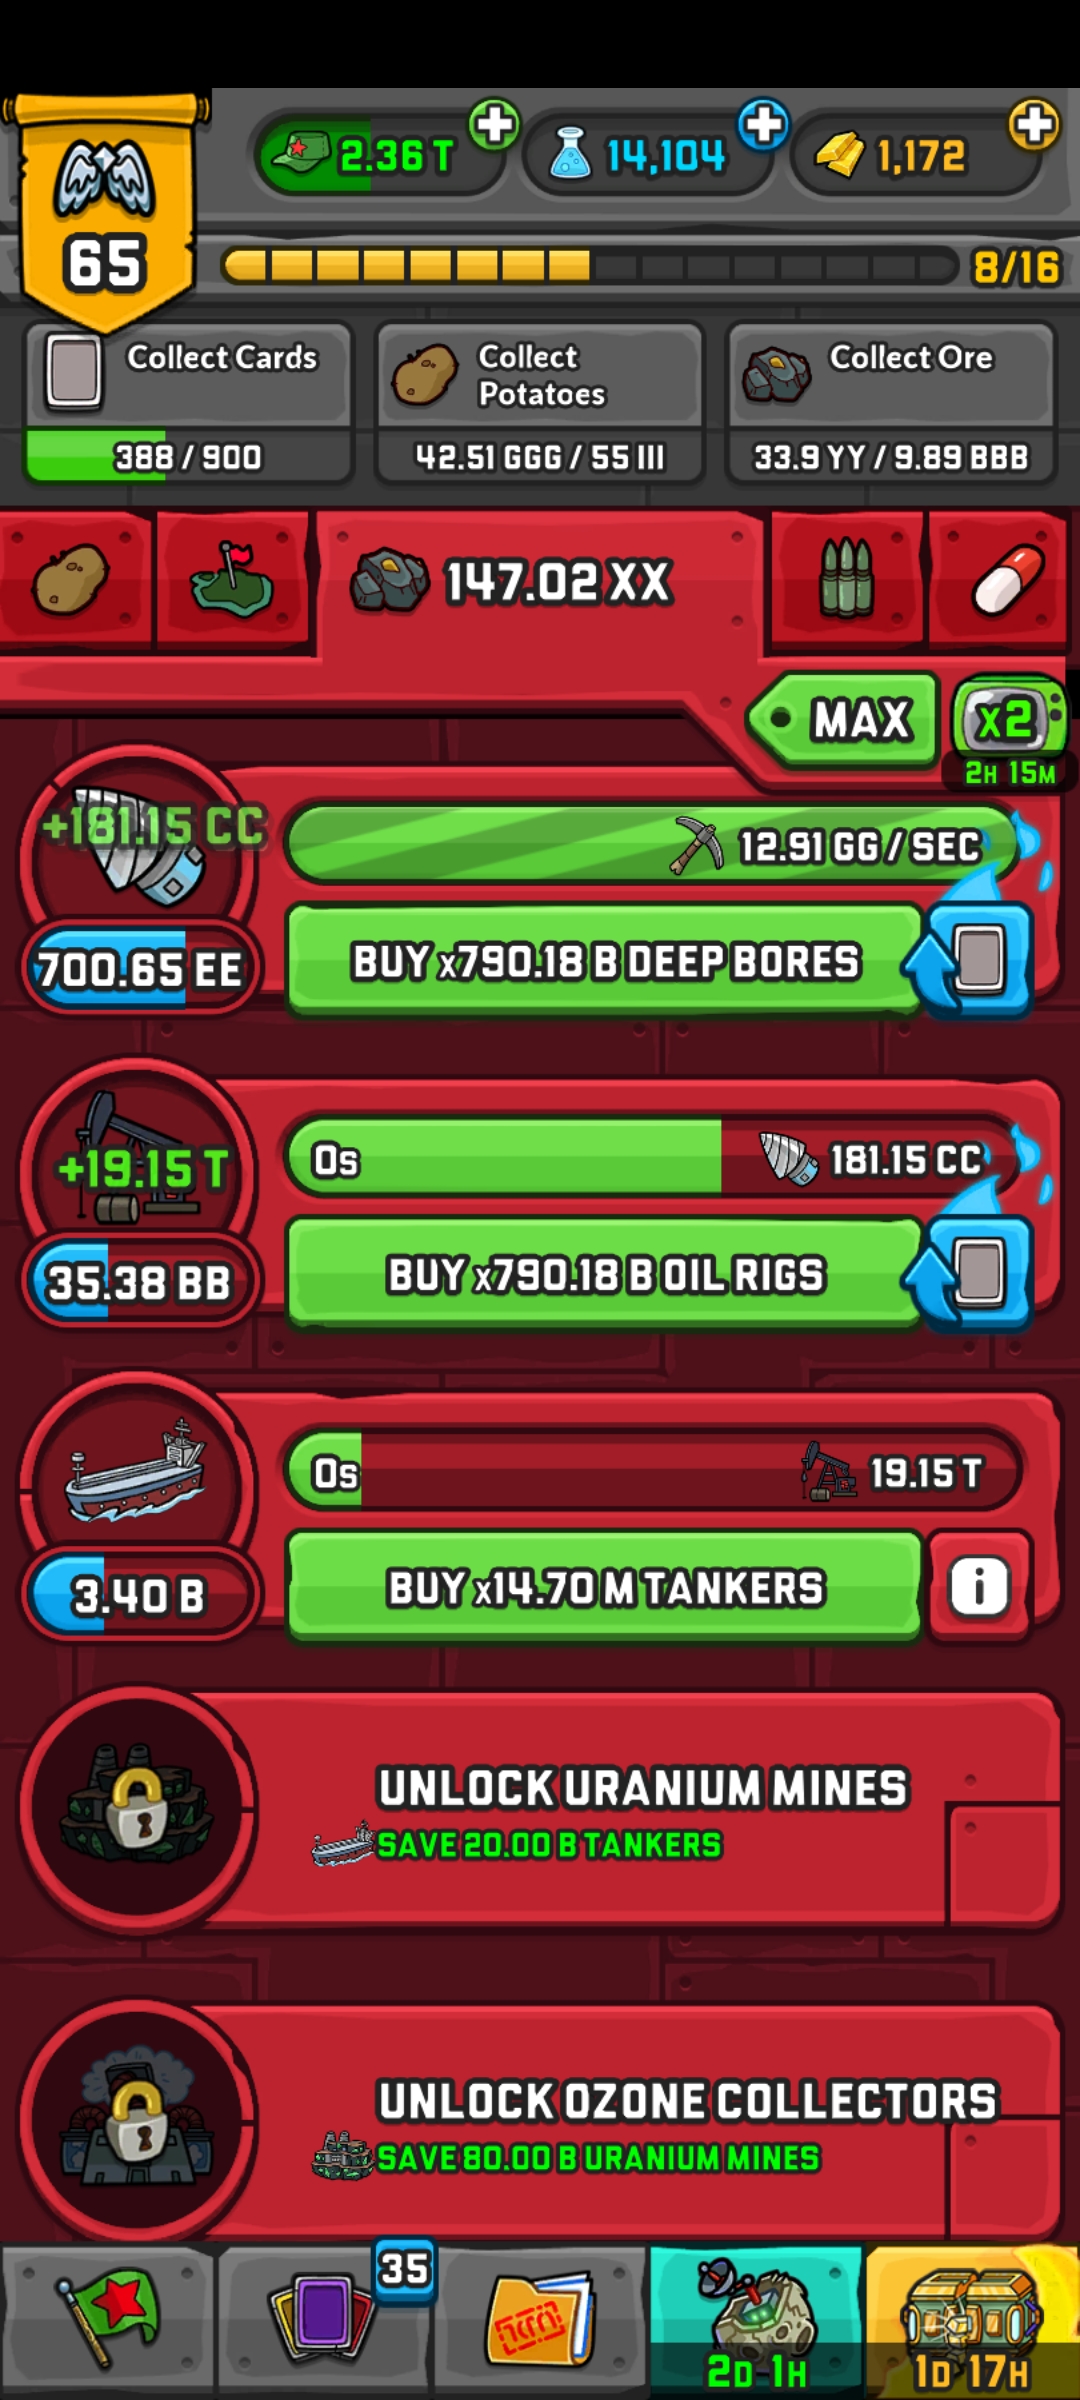 2.36 T
14,104
1,172
65
8/16
Collect Cards
388 / 900
Collect
Potatoes
42.51 GGG / 55 III
Collect Ore
33.9 YY / 9.89 BBB
147.02 XX
MAX
x2
2H 15M
+181.15 CC
12.91 GG / SEC
700.65 EE
BUY x790.18 B DEEP BORES
+19.15 T
0s
181.15 CC
35.38 BB
BUY x790.18 B OIL RIGS
0s
19.15 T
3.40 B
BUY x14.70 M TANKERS
i
UNLOCK URANIUM MINES
SAVE 20.00 B TANKERS
UNLOCK OZONE COLLECTORS
SAVE 80.00 B URANIUM MINES
35
2D 1H
1D 17H